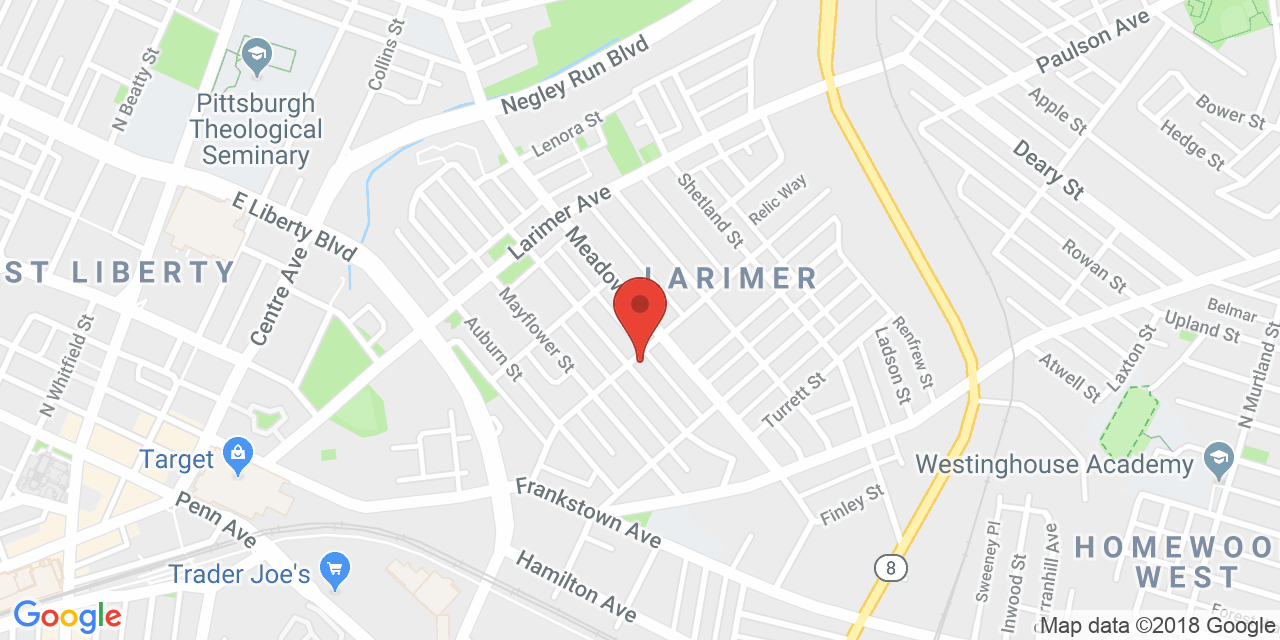 Paulson Ave
Collins St
N Beatty St
Negley Run Blvd
Apple St
Bower St
Pittsburgh
Theological
Seminary
Lenora St
Hedge St
Deary St
E Liberty Blvd
Larimer Ave
Shetland St
Relic Way
ST LIBERTY
Centre Ave
Meadow
LARIMER
Rowan St
Mayflower St
Auburn St
Belmar
Upland St
N Whitfield St
Renfrew St
Ladson St
Laxton St
Atwell St
N Murtland St
Turrett St
Target
Westinghouse Academy
Penn Ave
Frankstown Ave
Finley St
Trader Joe's
Hamilton Ave
8
Sweeney Pl
Inwood St
HOMEWOO
WEST
Google
Map data ©2018 Google